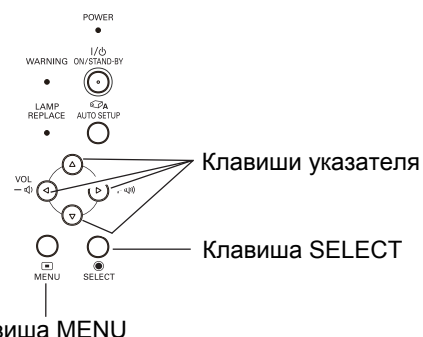 POWER
I/⏻
WARNING ON/STAND-BY
LAMP
REPLACE
A
AUTO SETUP
Клавиши указателя
VOL
Клавиша SELECT
MENU
SELECT
виша MENU